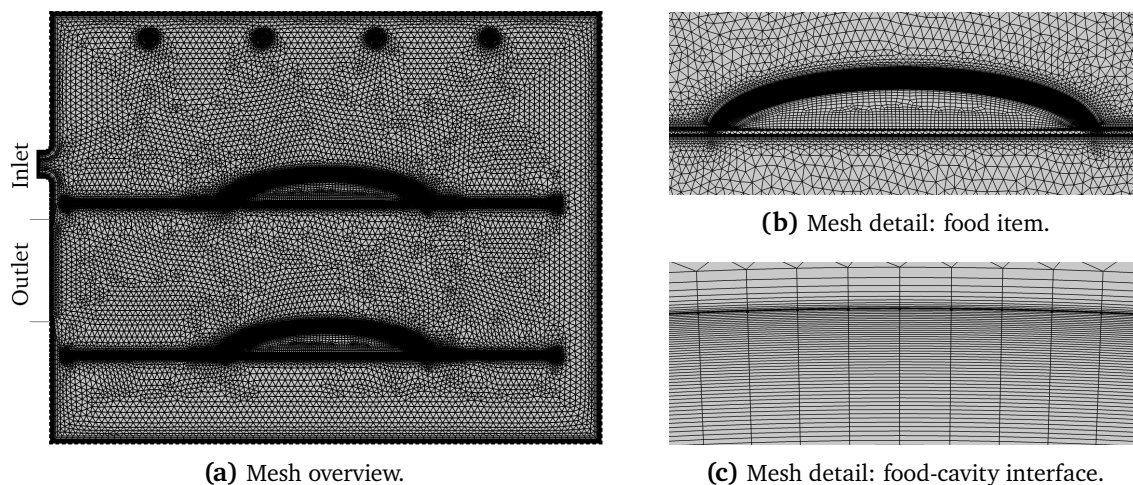 Inlet
Outlet
(a) Mesh overview.
(b) Mesh detail: food item.
(c) Mesh detail: food-cavity interface.